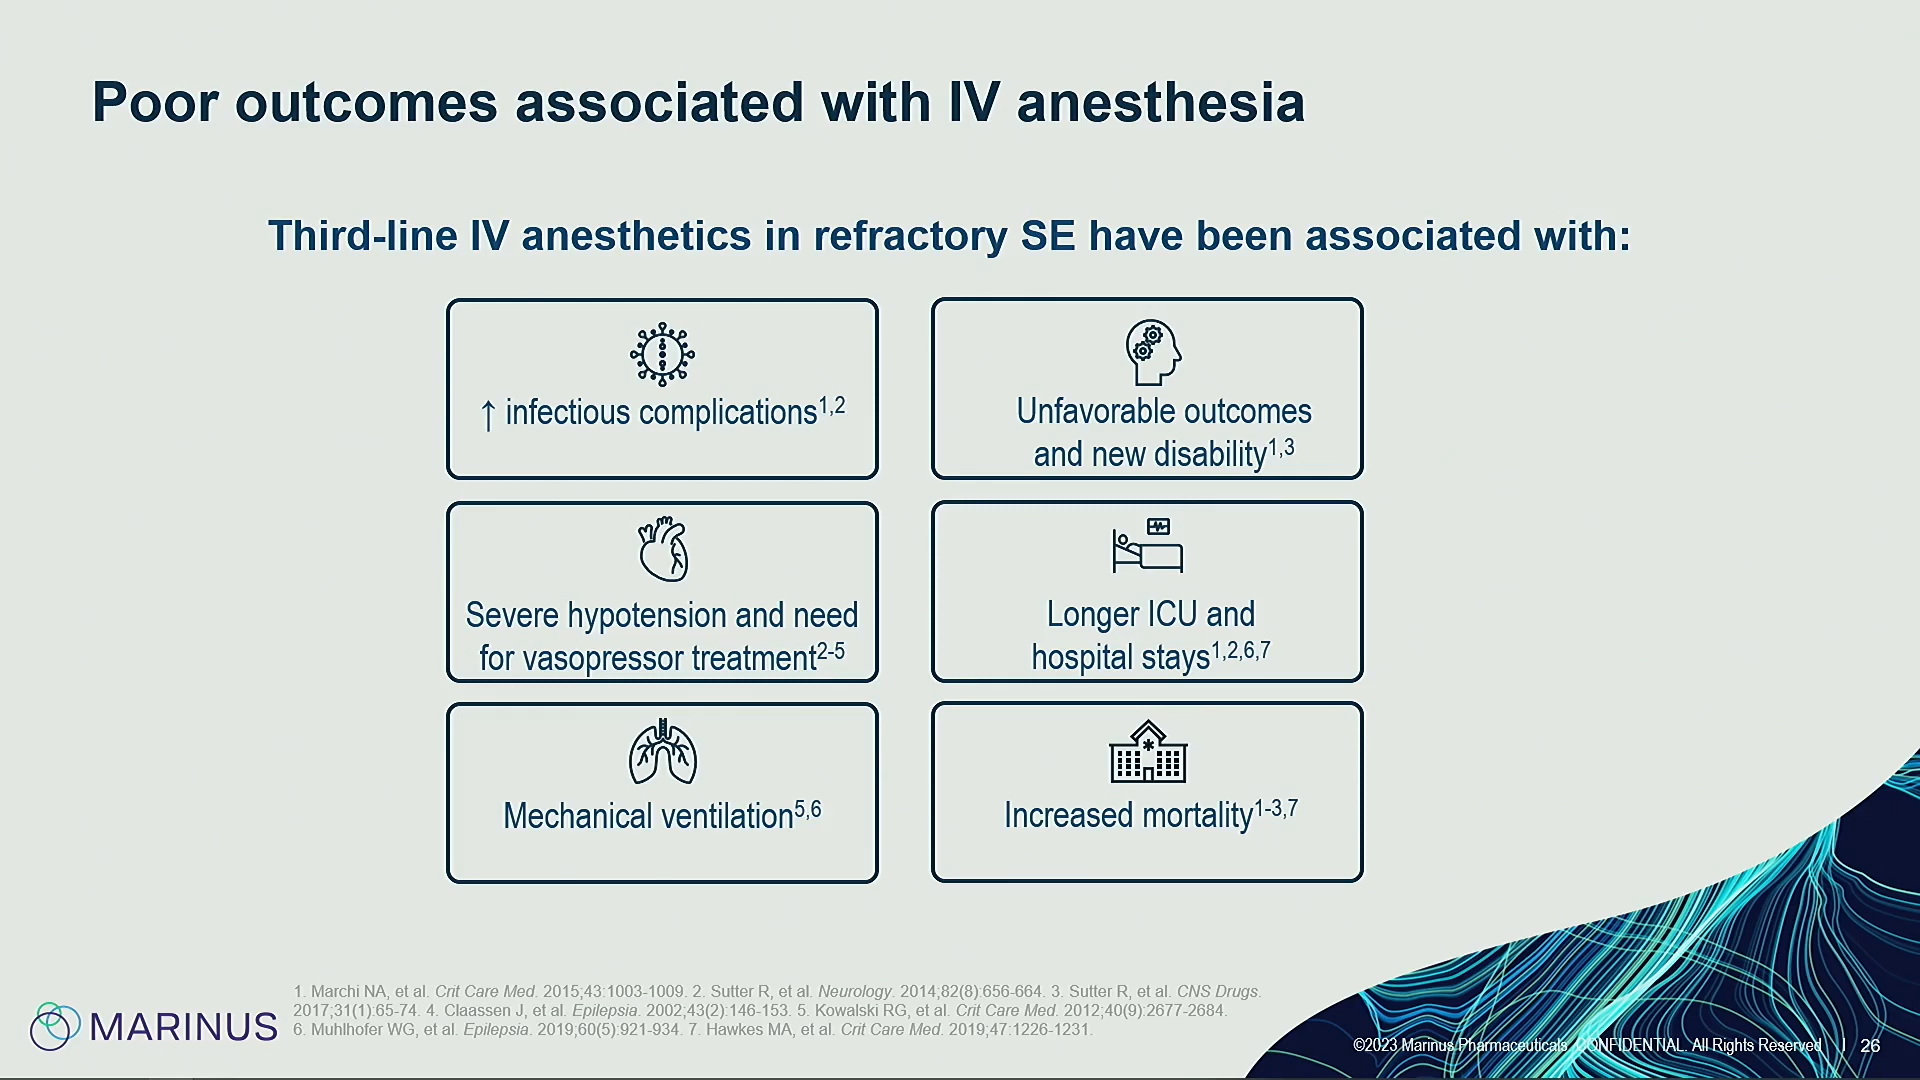 Poor outcomes associated with IV anesthesia
Third-line IV anesthetics in refractory SE have been associated with:
↑ infectious complications1,2
Unfavorable outcomes
and new disability1,3
Severe hypotension and need
for vasopressor treatment2-5
Longer ICU and
hospital stays1,2,6,7
Mechanical ventilation5,6
Increased mortality1-3,7
1. Marchi NA, et al. Crit Care Med. 2015;43:1003-1009. 2. Sutter R, et al. Neurology. 2014;82(8):656-664. 3. Sutter R, et al. CNS Drugs.
2017;31(1):65-74. 4. Claassen J, et al. Epilepsia. 2002;43(2):146-153. 5. Kowalski RG, et al. Crit Care Med. 2012;40(9):2677-2684.
6. Muhlhofer WG, et al. Epilepsia. 2019;60(5):921-934. 7. Hawkes MA, et al. Crit Care Med. 2019;47:1226-1231.
MARINUS
©2023 Marinus Pharmaceuticals. CONFIDENTIAL. All Rights Reserved | 26